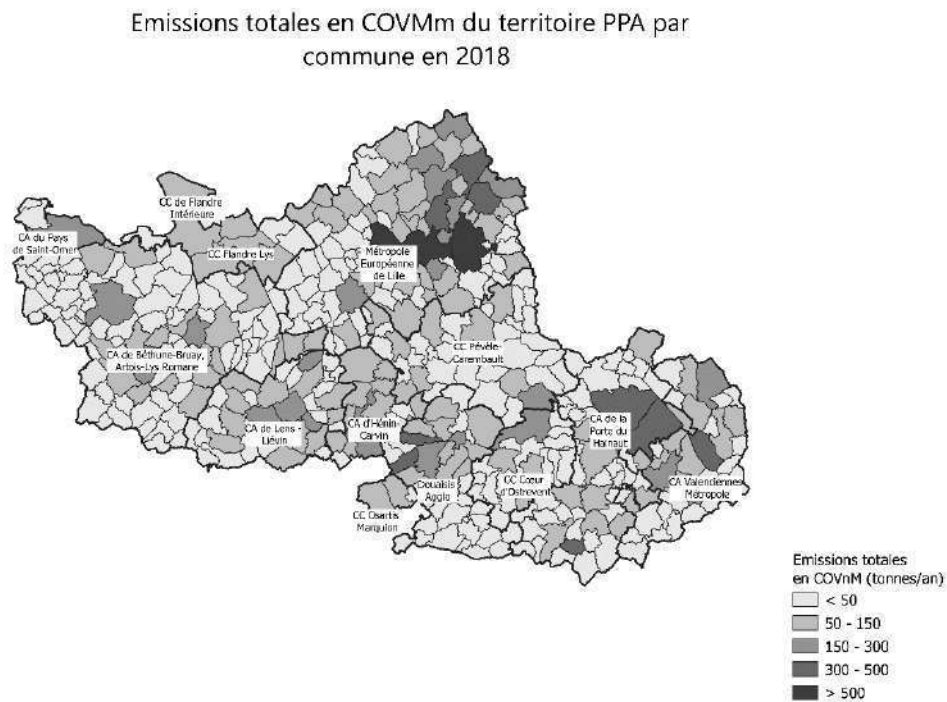 Emissions totales en COVMm du territoire PPA par
commune en 2018
CC de Flandre
Intérieure
CA du Pays
de Saint-Omer
CC Flandre Lys
Métropole
Européenne
de Lille
CC Pévèle-
Carembault
CA de Béthune-Bruay,
Artois-Lys Romane
CA de Lens -
Liévin
CA d'Hénin-
Carvin
CA de la
Porte du
Hainaut
Douaisis
Agglo
CC Cœur
d'Ostrevent
CA Valenciennes
Métropole
CC Osartis
Marquion
Emissions totales
en COVnM (tonnes/an)
< 50
50 - 150
150 - 300
300 - 500
> 500